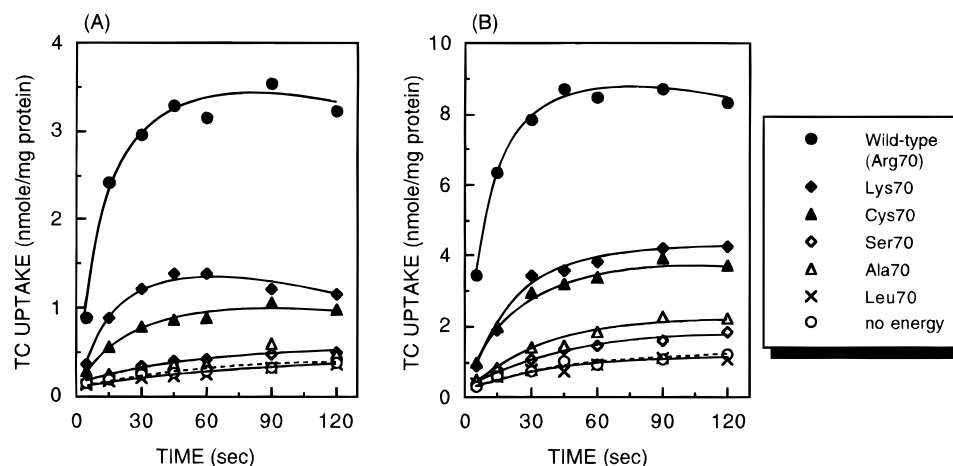 (A)
TC UPTAKE (nmole/mg protein)
4
3
2
1
0
0 30 60 90 120
TIME (sec)
(B)
TC UPTAKE (nmole/mg protein)
10
8
6
4
2
0
0 30 60 90 120
TIME (sec)
Wild-type
(Arg70)
Lys70
Cys70
Ser70
Ala70
Leu70
no energy